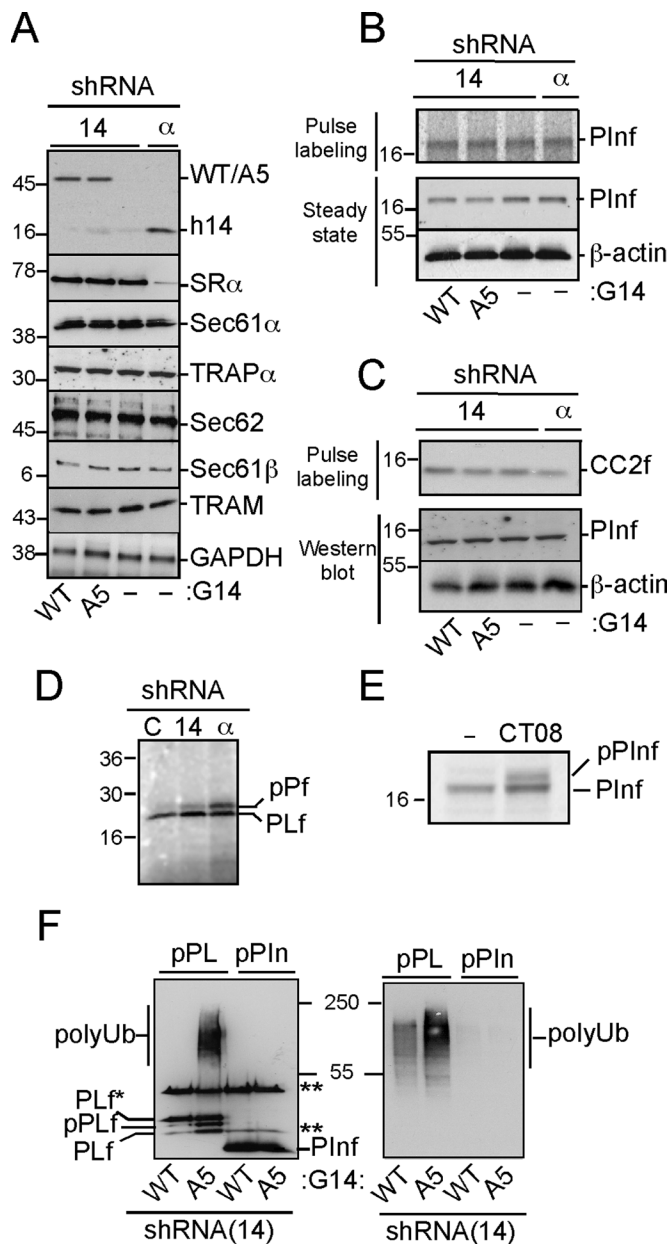 A
shRNA
14 α
45 WT/A5
16 h14
78 SRα
38 Sec61α
30 TRAPα
45 Sec62
6 Sec61β
43 TRAM
38 GAPDH
WT A5 – – :G14
B
shRNA
14 α
Pulse labeling 16 PInf
Steady state 16 PInf
55 β-actin
WT A5 – – :G14
C
shRNA
14 α
Pulse labeling 16 CC2f
Western blot 16 PInf
55 β-actin
WT A5 – – :G14
D
shRNA
C 14 α
36
30 pPf
PLf
16
E
– CT08
pPInf
16 PInf
F
pPL pPIn pPL pPIn
polyUb 250 polyUb
55
PLf* **
pPLf **
PLf PInf
WT A5 WT A5 :G14: WT A5 WT A5
shRNA(14) shRNA(14)